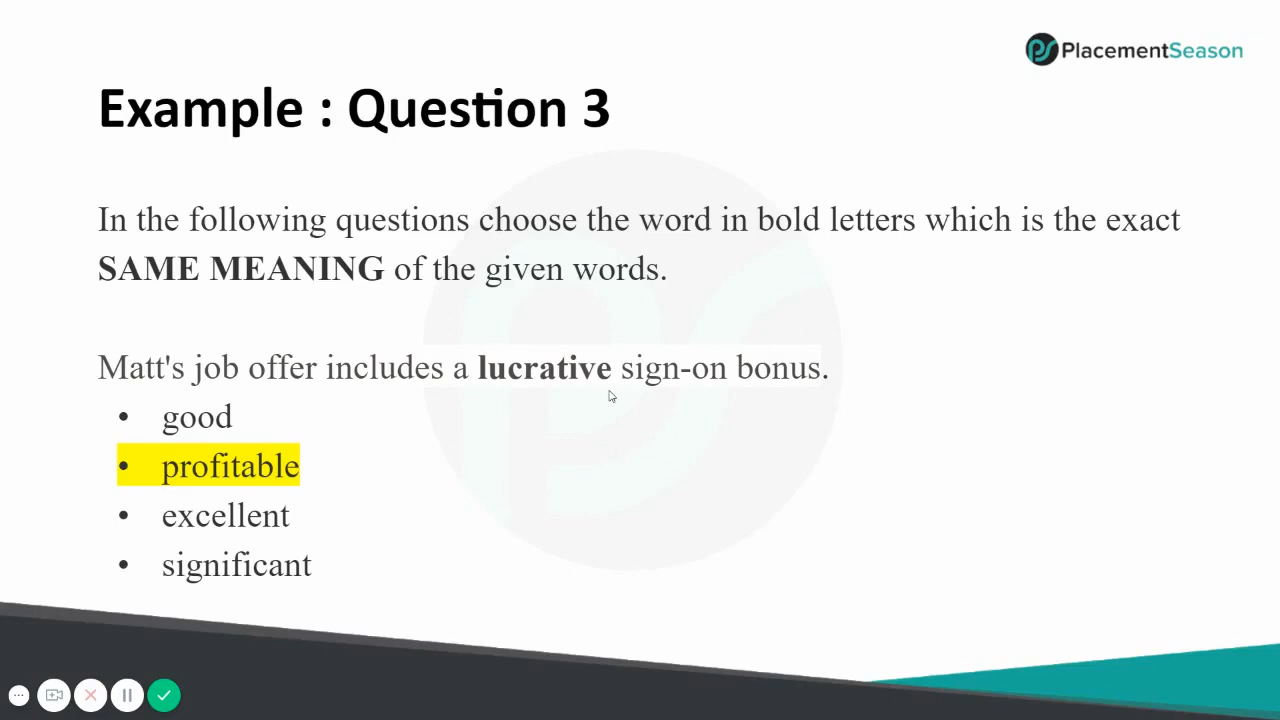 PlacementSeason
Example : Question 3
In the following questions choose the word in bold letters which is the exact
SAME MEANING of the given words.
Matt's job offer includes a lucrative sign-on bonus.
• good
• profitable
• excellent
• significant